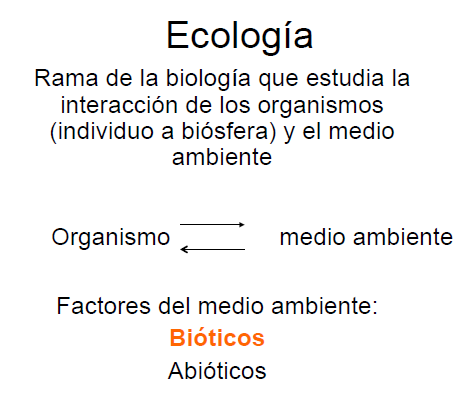 Ecología
Rama de la biología que estudia la
interacción de los organismos
(individuo a biósfera) y el medio
ambiente
Organismo medio ambiente
Factores del medio ambiente:
Bióticos
Abióticos